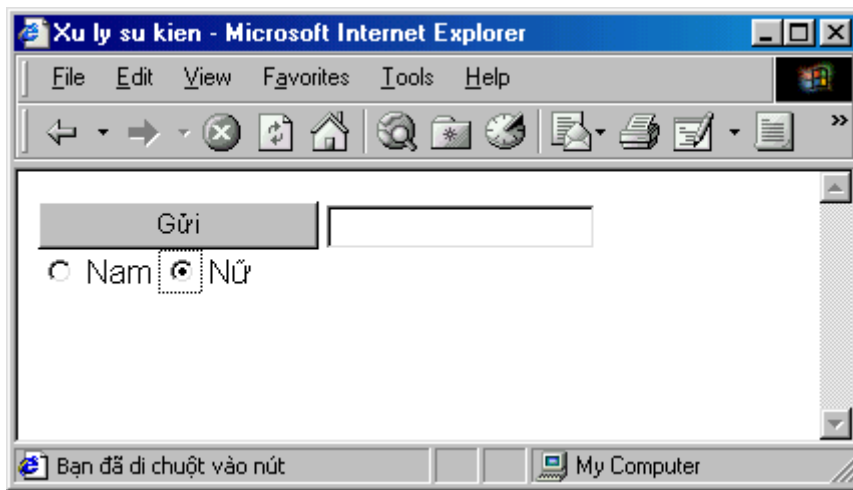 Xu ly su kien - Microsoft Internet Explorer
File Edit View Favorites Tools Help
»
Gửi
Nam Nữ
Bạn đã di chuột vào nút My Computer